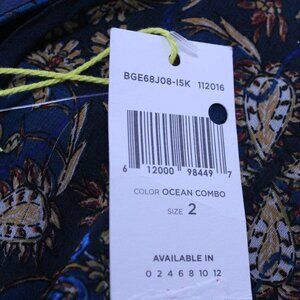 BGE68J08-I5K 112016
6 12000 98449 7
COLOR OCEAN COMBO
SIZE 2
AVAILABLE IN
0 2 4 6 8 10 12